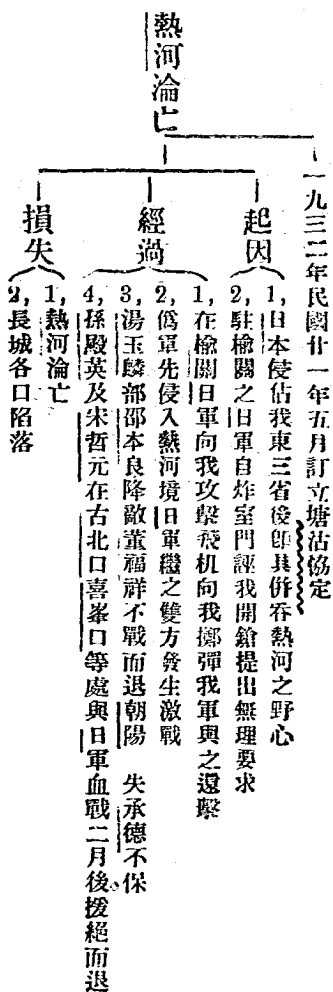 熱河淪亡
一九三二年民國廿一年五月訂立塘沽協定
起因
1,日本侵佔我東三省後卽具併吞熱河之野心
2,駐榆關之日軍自炸室門誣我開鎗提出無理要求
經過
1,在榆關日軍向我攻擊飛机向我擲彈我軍與之還擊
2,僞軍先侵入熱河境日軍繼之雙方發生激戰
3,湯玉麟部邵本良降敵董福祥不戰而退朝陽 失承德不保
4,孫殿英及宋哲元在古北口喜峯口等處與日軍血戰二月後援絕而退
損失
1,熱河淪亡
2,長城各口陷落